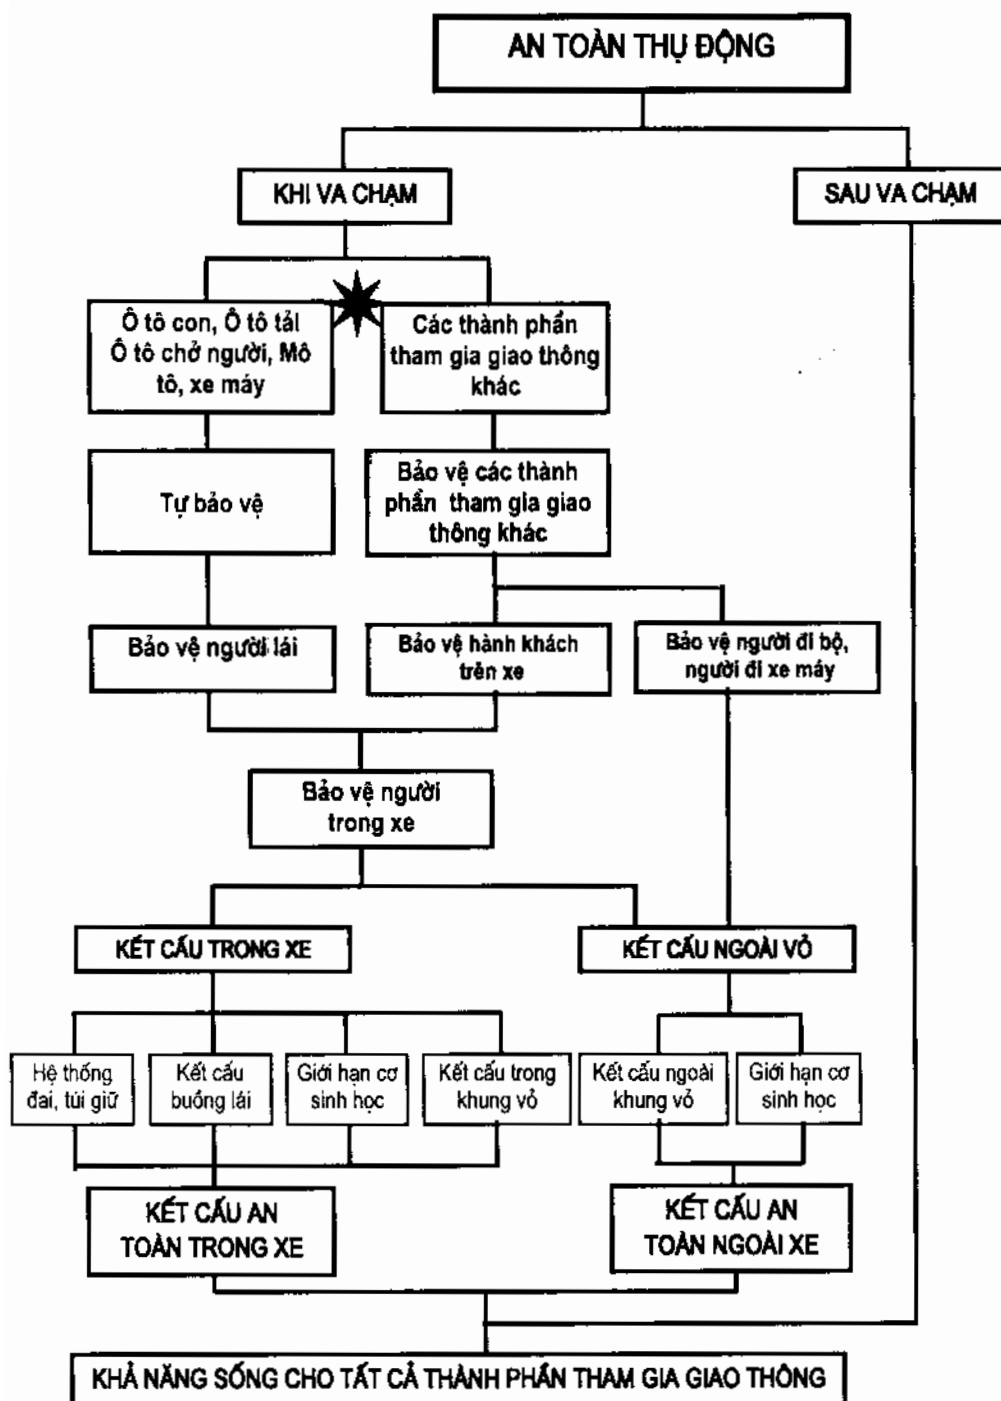 AN TOÀN THỤ ĐỘNG
KHI VA CHẠM
SAU VA CHẠM
Ô tô con, Ô tô tải
Ô tô chở người, Mô
tô, xe máy
Các thành phần
tham gia giao thông
khác
Tự bảo vệ
Bảo vệ các thành
phần tham gia giao
thông khác
Bảo vệ người lái
Bảo vệ hành khách
trên xe
Bảo vệ người đi bộ,
người đi xe máy
Bảo vệ người
trong xe
KẾT CẤU TRONG XE
KẾT CẤU NGOÀI VỎ
Hệ thống
đai, túi giữ
Kết cấu
buồng lái
Giới hạn cơ
sinh học
Kết cấu trong
khung vỏ
Kết cấu ngoài
khung vỏ
Giới hạn cơ
sinh học
KẾT CẤU AN
TOÀN TRONG XE
KẾT CẤU AN
TOÀN NGOÀI XE
KHẢ NĂNG SỐNG CHO TẤT CẢ THÀNH PHẦN THAM GIA GIAO THÔNG